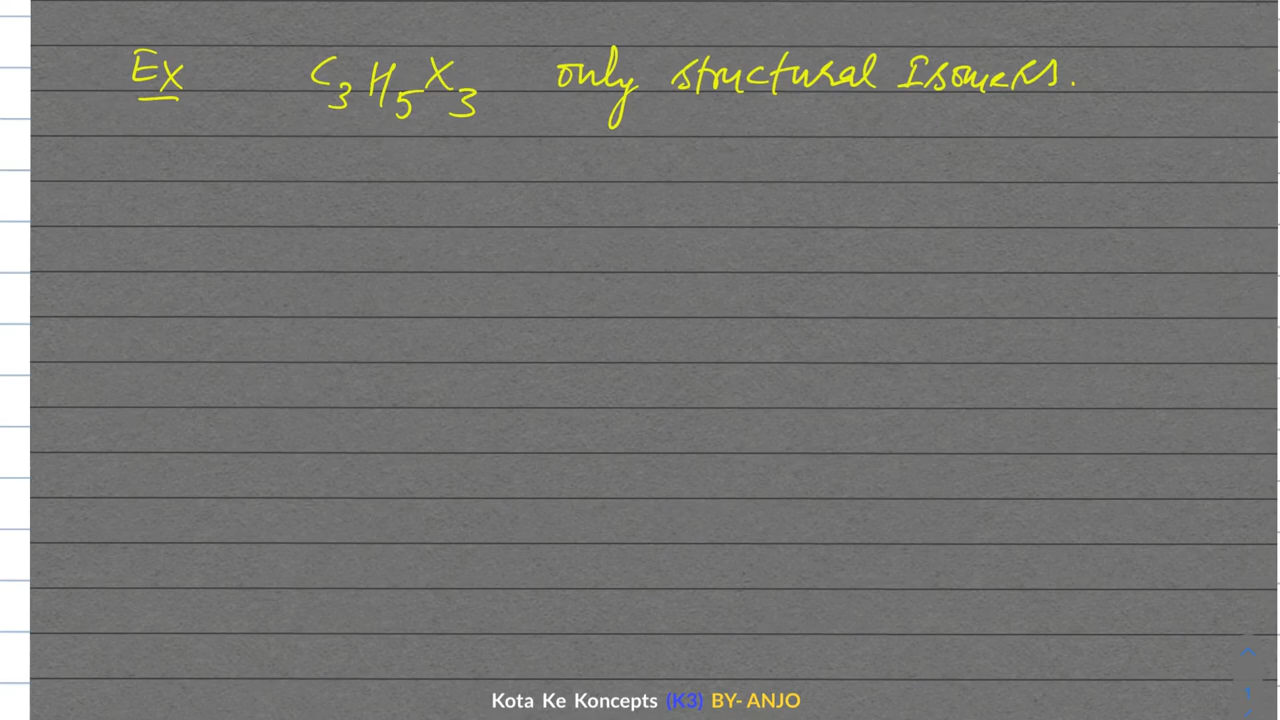 Ex C₃H₅X₃ only structural Isomers.
Kota Ke Koncepts (K3) BY- ANJO